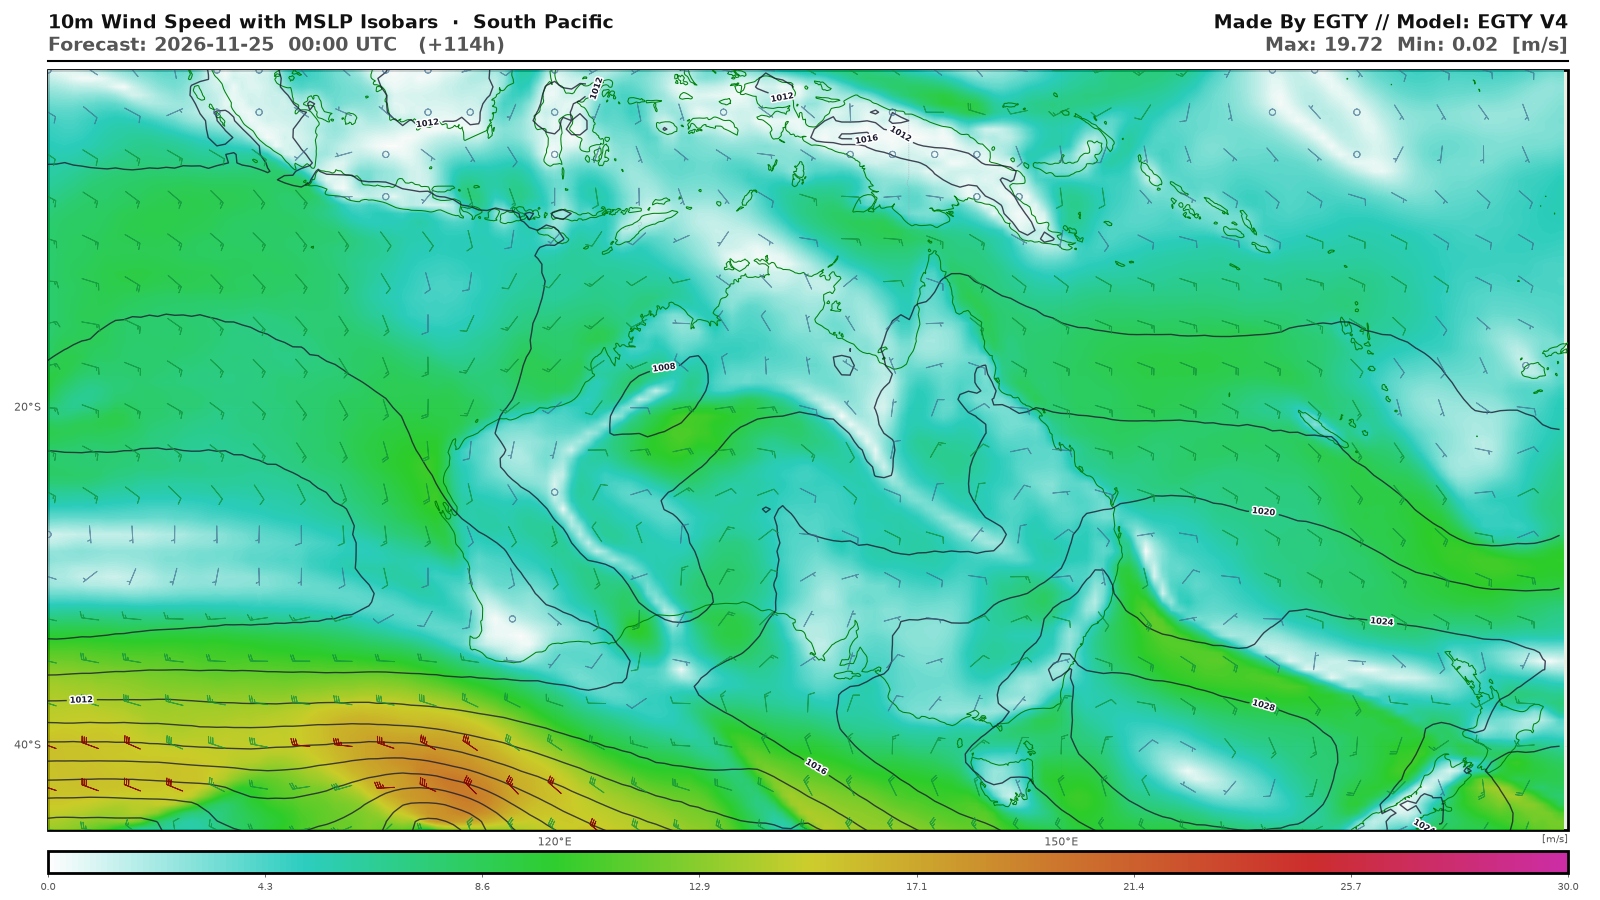 10m Wind Speed with MSLP Isobars · South Pacific
Made By EGTY // Model: EGTY V4
Forecast: 2026-11-25 00:00 UTC (+114h)
Max: 19.72 Min: 0.02 [m/s]
1012
1012
1012
1012
1016
1008
20°S
1020
1024
1012
1028
40°S
1016
1024
120°E
150°E
[m/s]
0.0
4.3
8.6
12.9
17.1
21.4
25.7
30.0